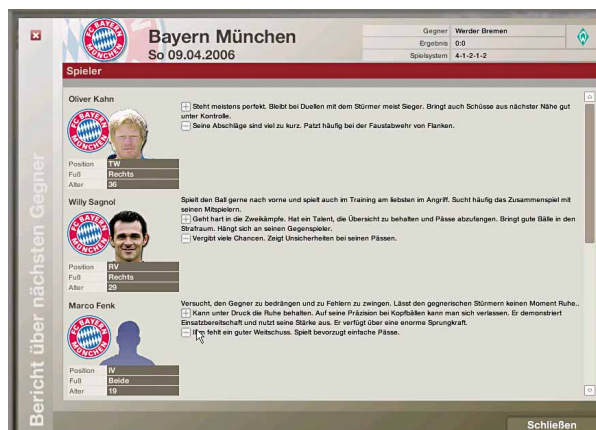 Bayern München
So 09.04.2006
Gegner Werder Bremen
Ergebnis 0:0
Spielsystem 4-1-2-1-2
Spieler
Bericht über nächsten Gegner
Oliver Kahn
Steht meistens perfekt. Bleibt bei Duellen mit dem Stürmer meist Sieger. Bringt auch Schüsse aus nächster Nähe gut
unter Kontrolle.
Seine Abschläge sind viel zu kurz. Patzt häufig bei der Faustabwehr von Flanken.
FC BAYERN
MÜNCHEN
Position TW
Fuß Rechts
Alter 36
Willy Sagnol
Spielt den Ball gerne nach vorne und spielt auch im Training am liebsten im Angriff. Sucht häufig das Zusammenspiel mit
seinen Mitspielern.
Geht hart in die Zweikämpfe. Hat ein Talent, die Übersicht zu behalten und Pässe abzufangen. Bringt gute Bälle in den
Strafraum. Hängt sich an seinen Gegenspieler.
Vergibt viele Chancen. Zeigt Unsicherheiten bei seinen Pässen.
FC BAYERN
MÜNCHEN
Position RV
Fuß Rechts
Alter 29
Marco Fenk
Versucht, den Gegner zu bedrängen und zu Fehlern zu zwingen. Lässt den gegnerischen Stürmern keinen Moment Ruhe..
Kann unter Druck die Ruhe behalten. Auf seine Präzision bei Kopfbällen kann man sich verlassen. Er demonstriert
Einsatzbereitschaft und nutzt seine Stärke aus. Er verfügt über eine enorme Sprungkraft.
fehlt ein guter Weitschuss. Spielt bevorzugt einfache Pässe.
FC BAYERN
MÜNCHEN
Position IV
Fuß Beide
Alter 19
Schließen